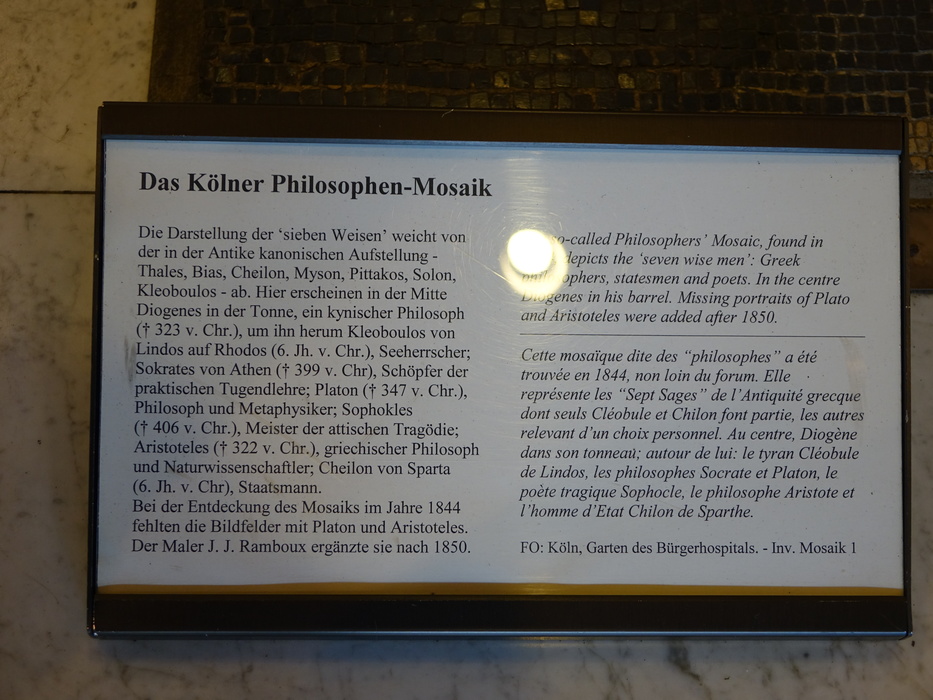 Das Kölner Philosophen-Mosaik
Die Darstellung der ‘sieben Weisen’ weicht von
der in der Antike kanonischen Aufstellung -
Thales, Bias, Cheilon, Myson, Pittakos, Solon,
Kleoboulos - ab. Hier erscheinen in der Mitte
Diogenes in der Tonne, ein kynischer Philosoph
(† 323 v. Chr.), um ihn herum Kleoboulos von
Lindos auf Rhodos (6. Jh. v. Chr.), Seeherrscher;
Sokrates von Athen († 399 v. Chr), Schöpfer der
praktischen Tugendlehre; Platon († 347 v. Chr.),
Philosoph und Metaphysiker; Sophokles
(† 406 v. Chr.), Meister der attischen Tragödie;
Aristoteles († 322 v. Chr.), griechischer Philosoph
und Naturwissenschaftler; Cheilon von Sparta
(6. Jh. v. Chr), Staatsmann.
Bei der Entdeckung des Mosaiks im Jahre 1844
fehlten die Bildfelder mit Platon und Aristoteles.
Der Maler J. J. Ramboux ergänzte sie nach 1850.
so-called Philosophers’ Mosaic, found in
depicts the ‘seven wise men’: Greek
philosophers, statesmen and poets. In the centre
Diogenes in his barrel. Missing portraits of Plato
and Aristoteles were added after 1850.
Cette mosaïque dite des “philosophes” a été
trouvée en 1844, non loin du forum. Elle
représente les “Sept Sages” de l’Antiquité grecque
dont seuls Cléobule et Chilon font partie, les autres
relevant d’un choix personnel. Au centre, Diogène
dans son tonneau; autour de lui: le tyran Cléobule
de Lindos, les philosophes Socrate et Platon, le
poète tragique Sophocle, le philosophe Aristote et
l’homme d’Etat Chilon de Sparthe.
FO: Köln, Garten des Bürgerhospitals. - Inv. Mosaik 1